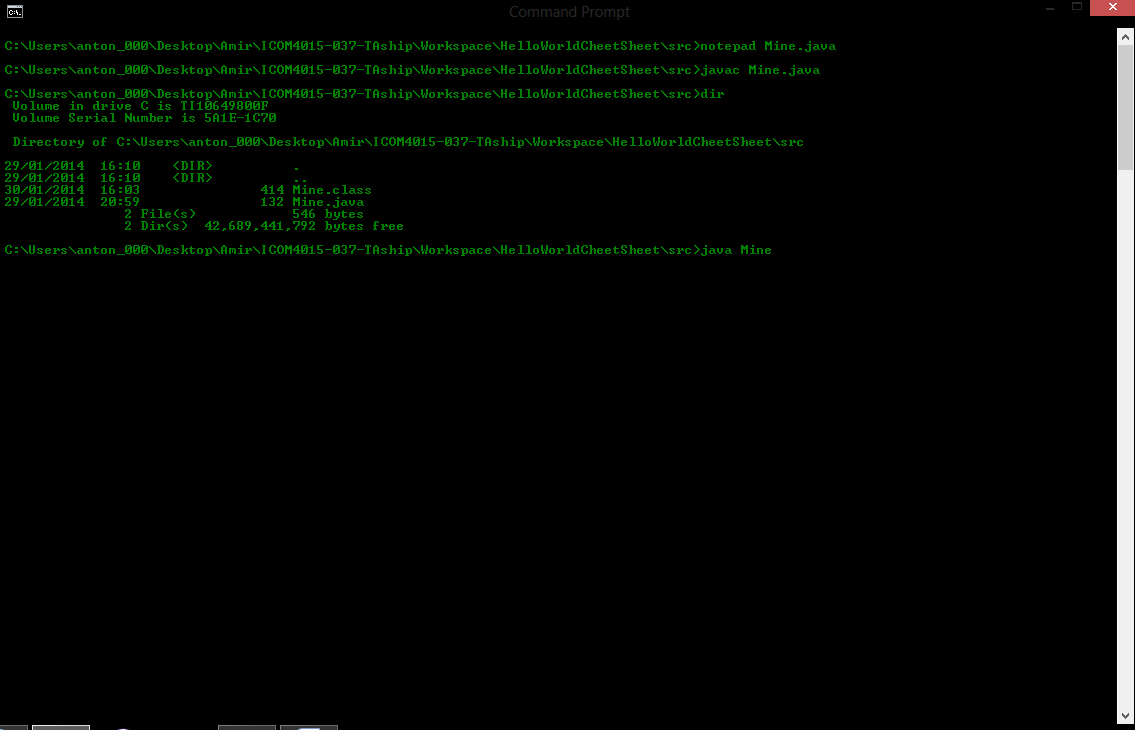 Command Prompt
C:\Users\anton_000\Desktop\Amir\ICOM4015-037-TAship\Workspace\HelloWorldCheetSheet\src>notepad Mine.java
C:\Users\anton_000\Desktop\Amir\ICOM4015-037-TAship\Workspace\HelloWorldCheetSheet\src>javac Mine.java
C:\Users\anton_000\Desktop\Amir\ICOM4015-037-TAship\Workspace\HelloWorldCheetSheet\src>dir
Volume in drive C is TI10649800F
Volume Serial Number is 5A1E-1C70
Directory of C:\Users\anton_000\Desktop\Amir\ICOM4015-037-TAship\Workspace\HelloWorldCheetSheet\src
29/01/2014  16:10    <DIR>          .
29/01/2014  16:10    <DIR>          ..
30/01/2014  16:03               414 Mine.class
29/01/2014  20:59               132 Mine.java
2 File(s)            546 bytes
2 Dir(s)  42,689,441,792 bytes free
C:\Users\anton_000\Desktop\Amir\ICOM4015-037-TAship\Workspace\HelloWorldCheetSheet\src>java Mine